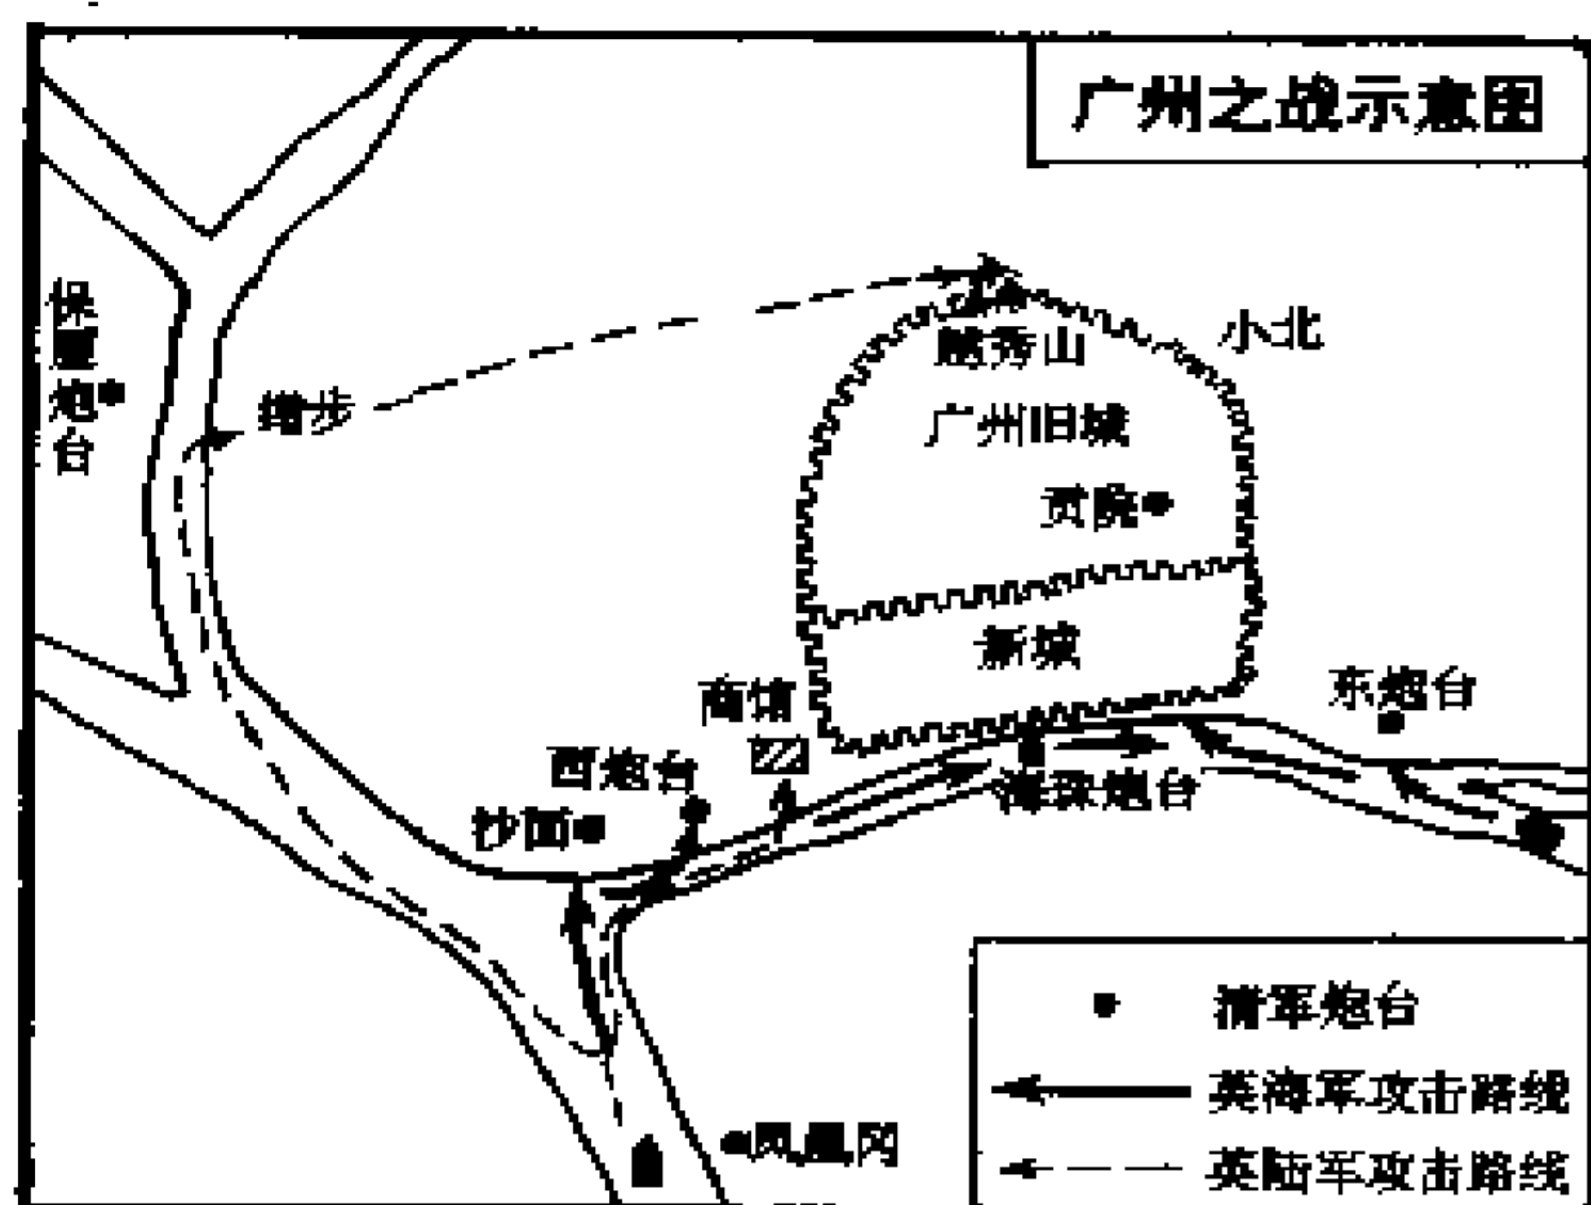 广州之战示意图
保厘炮台
小北
越秀山
缯步
广州旧城
贡院
新城
商馆
东炮台
西炮台
沙面
海珠炮台
凤凰冈
清军炮台
英海军攻击路线
英陆军攻击路线